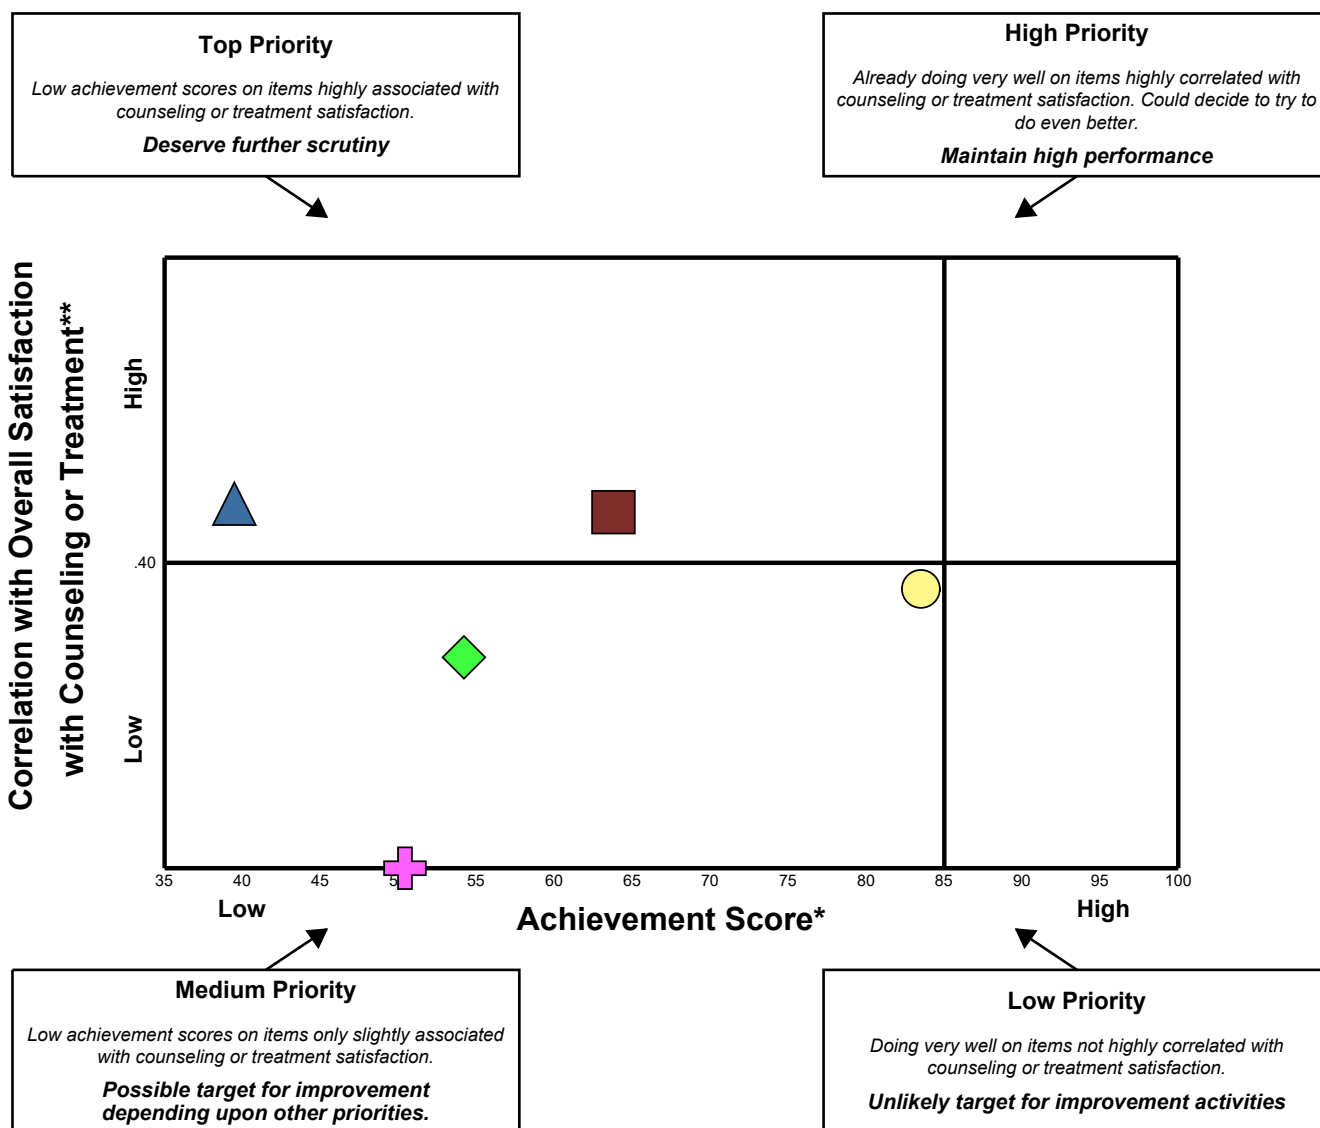 Top Priority
Low achievement scores on items highly associated with
counseling or treatment satisfaction.
Deserve further scrutiny
High Priority
Already doing very well on items highly correlated with
counseling or treatment satisfaction. Could decide to try to
do even better.
Maintain high performance
Correlation with Overall Satisfaction
with Counseling or Treatment**
High
.40
Low
35 40 45 55 60 65 70 75 80 85 90 95 100
Low
Achievement Score*
High
Medium Priority
Low achievement scores on items only slightly associated
with counseling or treatment satisfaction.
Possible target for improvement
depending upon other priorities.
Low Priority
Doing very well on items not highly correlated with
counseling or treatment satisfaction.
Unlikely target for improvement activities